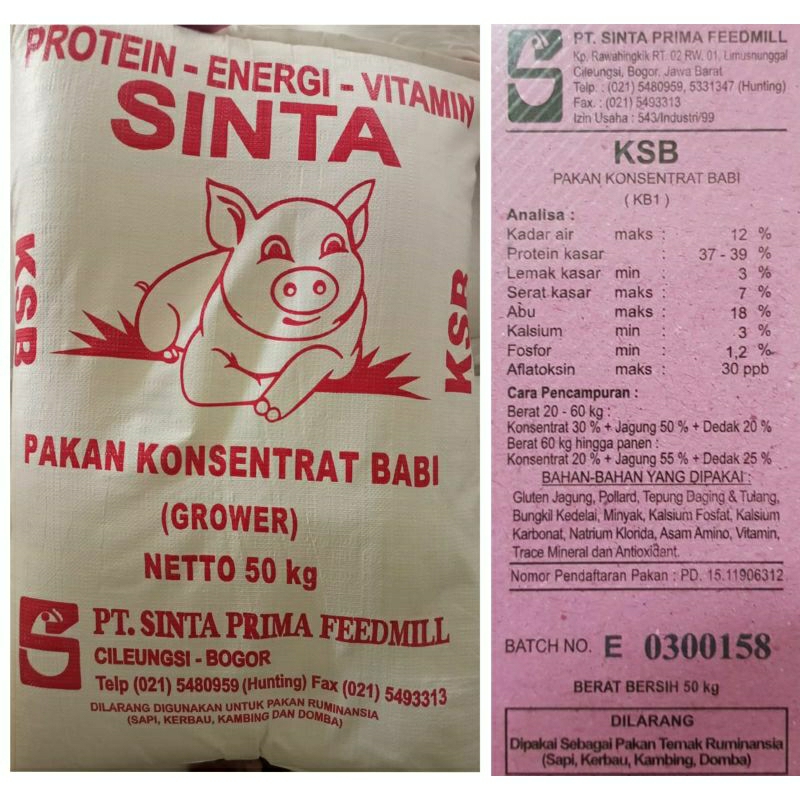 PROTEIN - ENERGI - VITAMIN
SINTA
KSB
KSB
PAKAN KONSENTRAT BABI
(GROWER)
NETTO 50 kg
PT. SINTA PRIMA FEEDMILL
CILEUNGSI - BOGOR
Telp (021) 5480959 (Hunting) Fax (021) 5493313
DILARANG DIGUNAKAN UNTUK PAKAN RUMINANSIA
(SAPI, KERBAU, KAMBING DAN DOMBA)
PT. SINTA PRIMA FEEDMILL
Kp. Rawahingkik RT. 02 RW. 01, Limusnunggal
Cileungsi, Bogor, Jawa Barat
Telp. : (021) 5480959, 5331347 (Hunting)
Fax. : (021) 5493313
Izin Usaha : 543/Industri/99
KSB
PAKAN KONSENTRAT BABI
( KB1 )
Analisa :
Kadar air maks : 12 %
Protein kasar : 37 - 39 %
Lemak kasar min : 3 %
Serat kasar maks : 7 %
Abu maks : 18 %
Kalsium min : 3 %
Fosfor min : 1,2 %
Aflatoksin maks : 30 ppb
Cara Pencampuran :
Berat 20 - 60 kg :
Konsentrat 30 % + Jagung 50 % + Dedak 20 %
Berat 60 kg hingga panen :
Konsentrat 20 % + Jagung 55 % + Dedak 25 %
BAHAN-BAHAN YANG DIPAKAI :
Gluten Jagung, Pollard, Tepung Daging & Tulang,
Bungkil Kedelai, Minyak, Kalsium Fosfat, Kalsium
Karbonat, Natrium Klorida, Asam Amino, Vitamin,
Trace Mineral dan Antioxidant.
Nomor Pendaftaran Pakan : PD. 15.11906312
BATCH NO. E 0300158
BERAT BERSIH 50 kg
DILARANG
Dipakai Sebagai Pakan Ternak Ruminansia
(Sapi, Kerbau, Kambing, Domba)